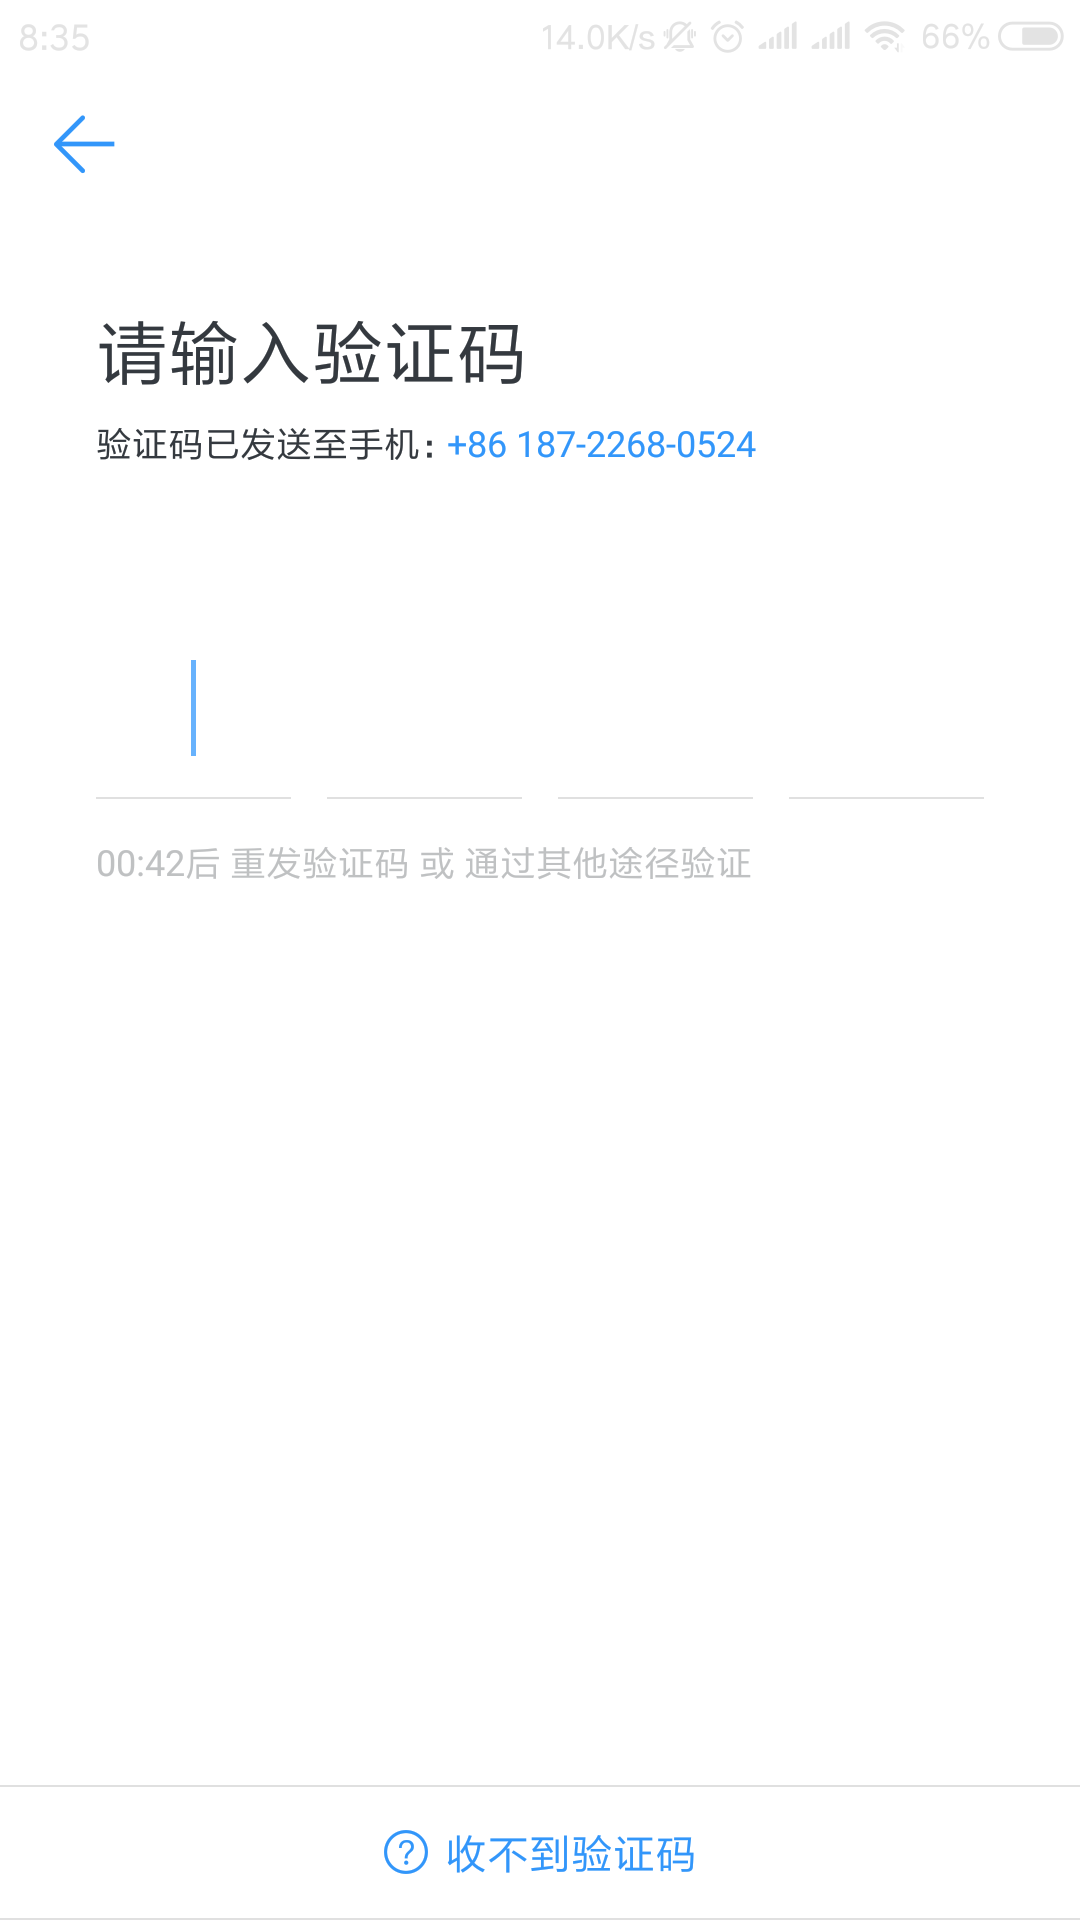 8:35 14.0K/s 66%
请输入验证码
验证码已发送至手机：+86 187-2268-0524
00:42后 重发验证码 或 通过其他途径验证
收不到验证码